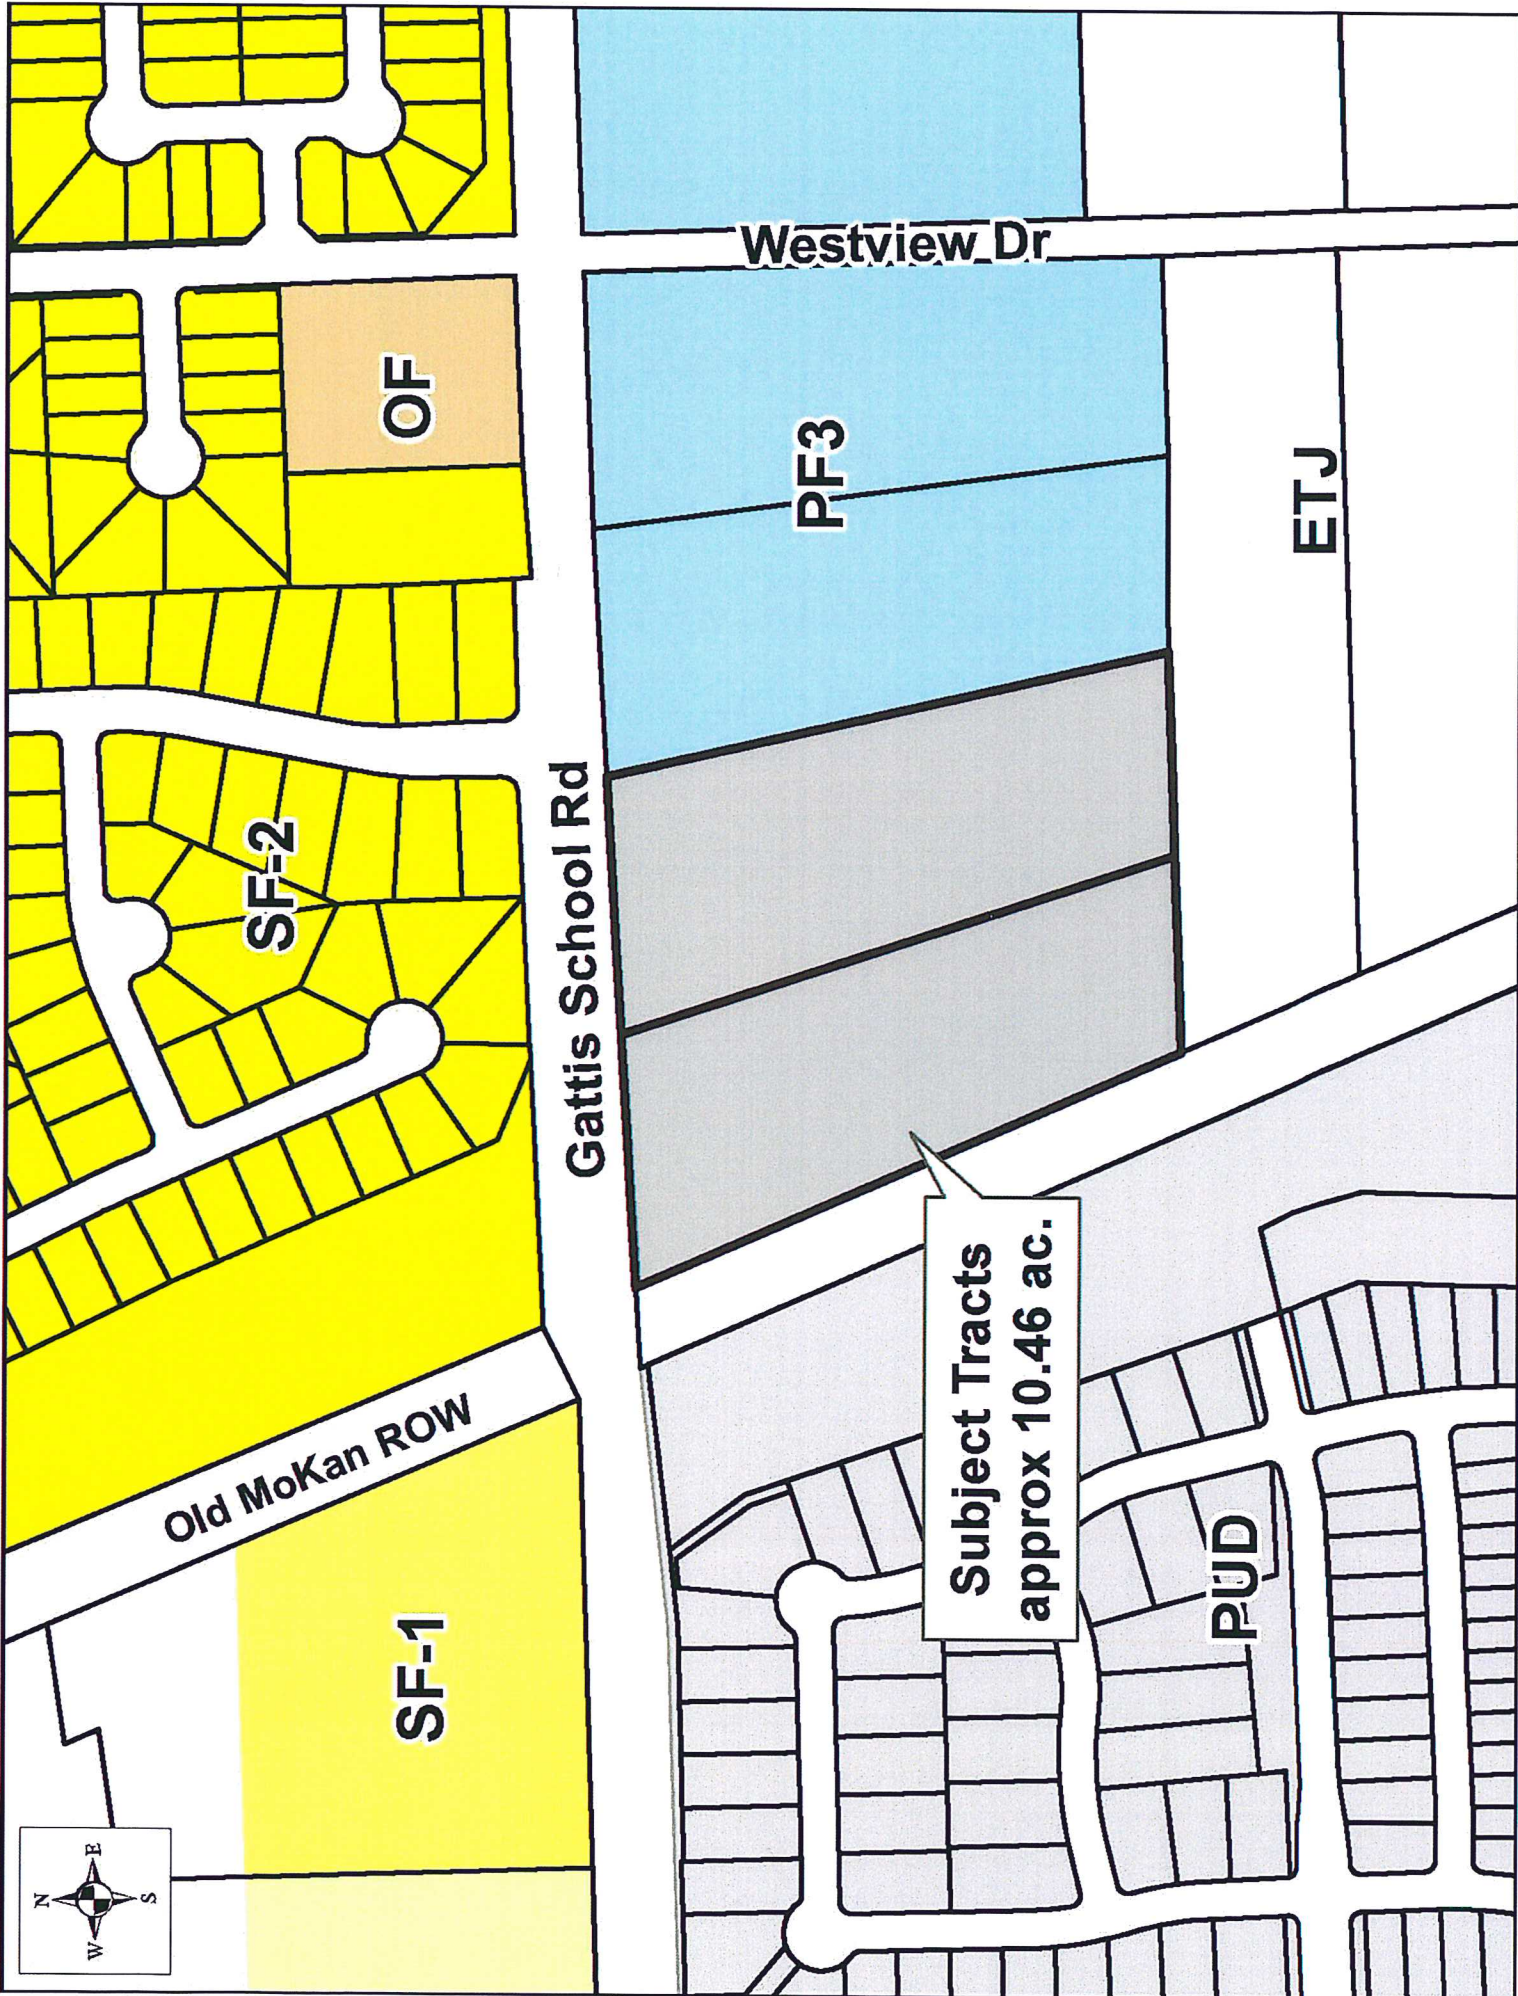 N
W
E
S
SF-1
Old MoKan ROW
SF-2
OF
Gattis School Rd
Westview Dr
PF3
Subject Tracts
approx 10.46 ac.
PUD
ETJ